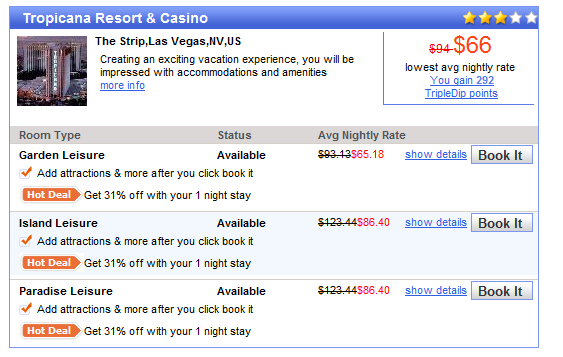 Tropicana Resort & Casino
The Strip,Las Vegas,NV,US
Creating an exciting vacation experience, you will be
impressed with accommodations and amenities
more info
$94 $66
lowest avg nightly rate
You gain 292
TripleDip points
Room Type Status Avg Nightly Rate
Garden Leisure Available $93.13$65.18 show details Book It
Add attractions & more after you click book it
Hot Deal Get 31% off with your 1 night stay
Island Leisure Available $123.44$86.40 show details Book It
Add attractions & more after you click book it
Hot Deal Get 31% off with your 1 night stay
Paradise Leisure Available $123.44$86.40 show details Book It
Add attractions & more after you click book it
Hot Deal Get 31% off with your 1 night stay